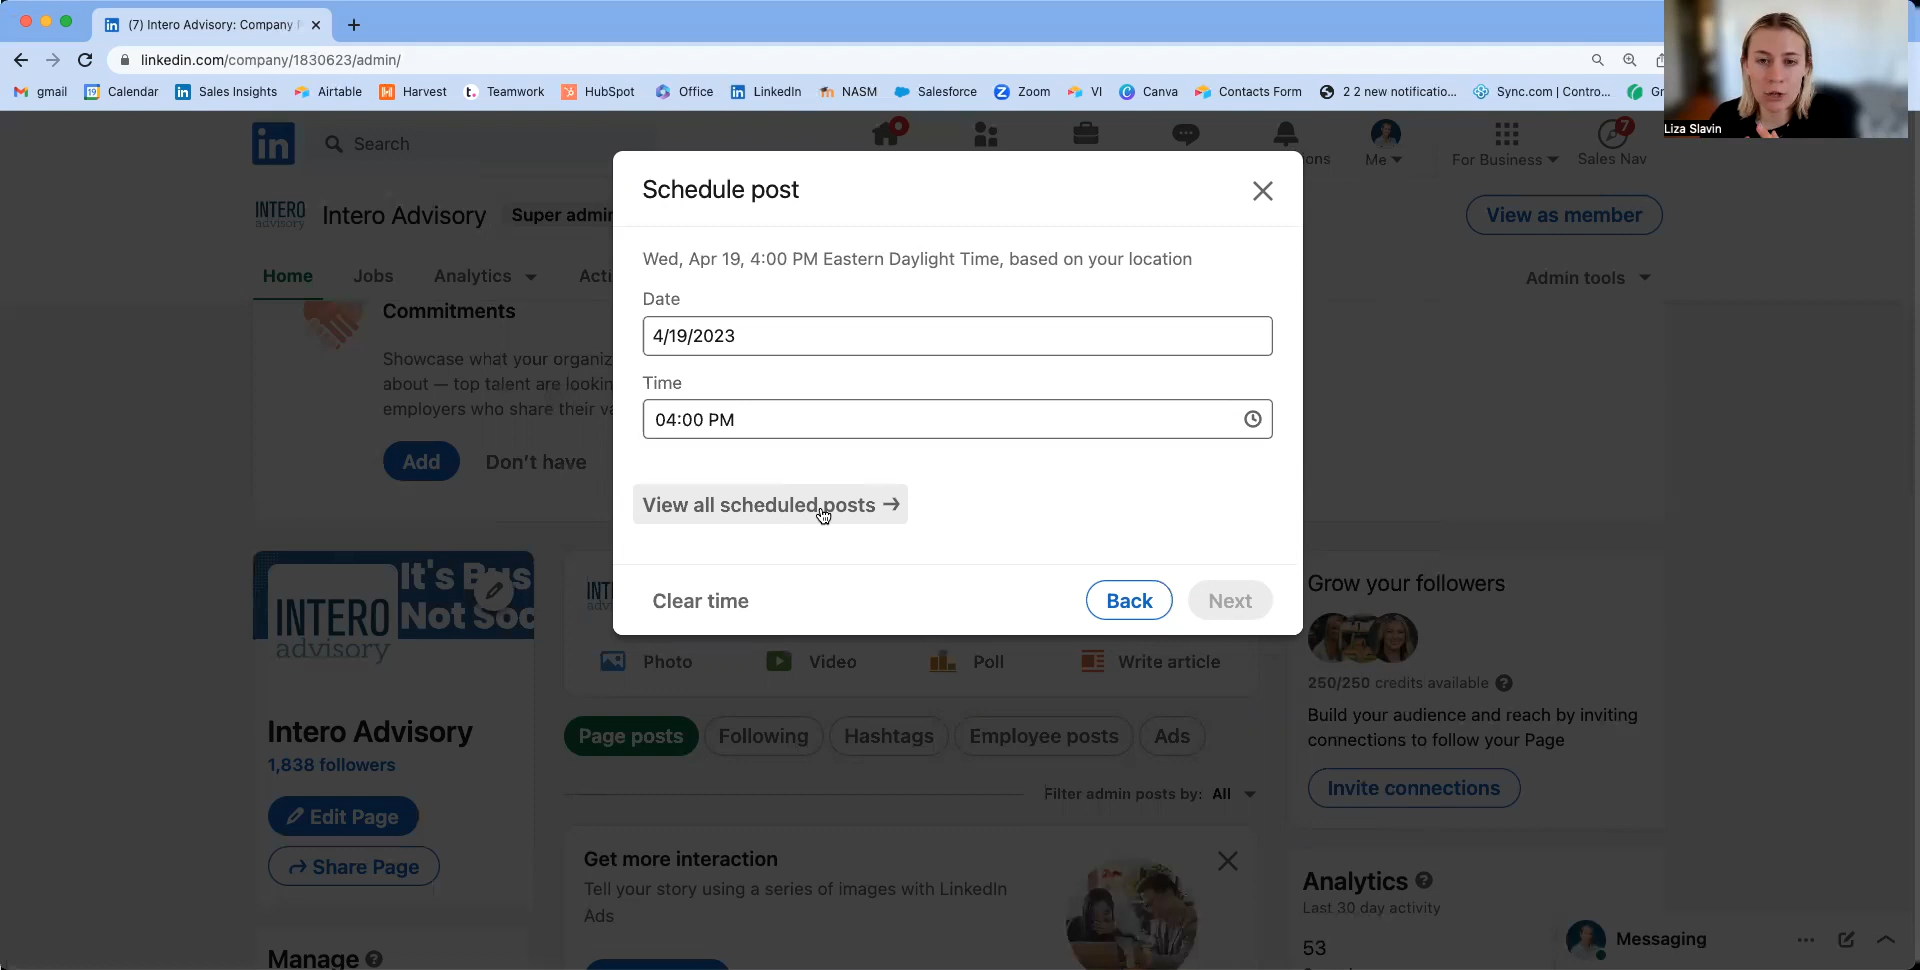 (7) Intero Advisory: Company
linkedin.com/company/1830623/admin/
gmail
Calendar
Sales Insights
Airtable
Harvest
Teamwork
HubSpot
Office
LinkedIn
NASM
Salesforce
Zoom
VI
Canva
Contacts Form
2 2 new notificatio...
Sync.com | Contro...
Liza Slavin
in
Search
Me
For Business
7
Sales Nav
INTERO
advisory
Intero Advisory
Super admin
View as member
Home
Jobs
Analytics
Admin tools
Commitments
Showcase what your organiz
about — top talent are lookin
employers who share their va
Add
Don't have
Schedule post
Wed, Apr 19, 4:00 PM Eastern Daylight Time, based on your location
Date
4/19/2023
Time
04:00 PM
View all scheduled posts →
Clear time
Back
Next
It's Bus
Not Soc
INTERO
advisory
Intero Advisory
1,838 followers
Edit Page
Share Page
Manage
Photo
Video
Poll
Write article
Page posts
Following
Hashtags
Employee posts
Ads
Filter admin posts by: All
Get more interaction
Tell your story using a series of images with LinkedIn
Ads
Grow your followers
250/250 credits available
Build your audience and reach by inviting
connections to follow your Page
Invite connections
Analytics
Last 30 day activity
53
Messaging